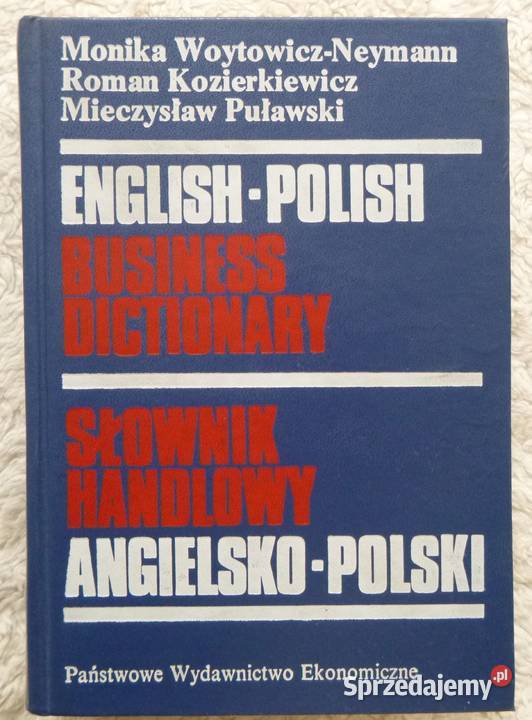 Monika Woytowicz-Neymann
Roman Kozierkiewicz
Mieczysław Puławski
ENGLISH-POLISH
BUSINESS
DICTIONARY
SŁOWNIK
HANDLOWY
ANGIELSKO-POLSKI
Państwowe Wydawnictwo Ekonomiczne
Sprzedajemy.pl